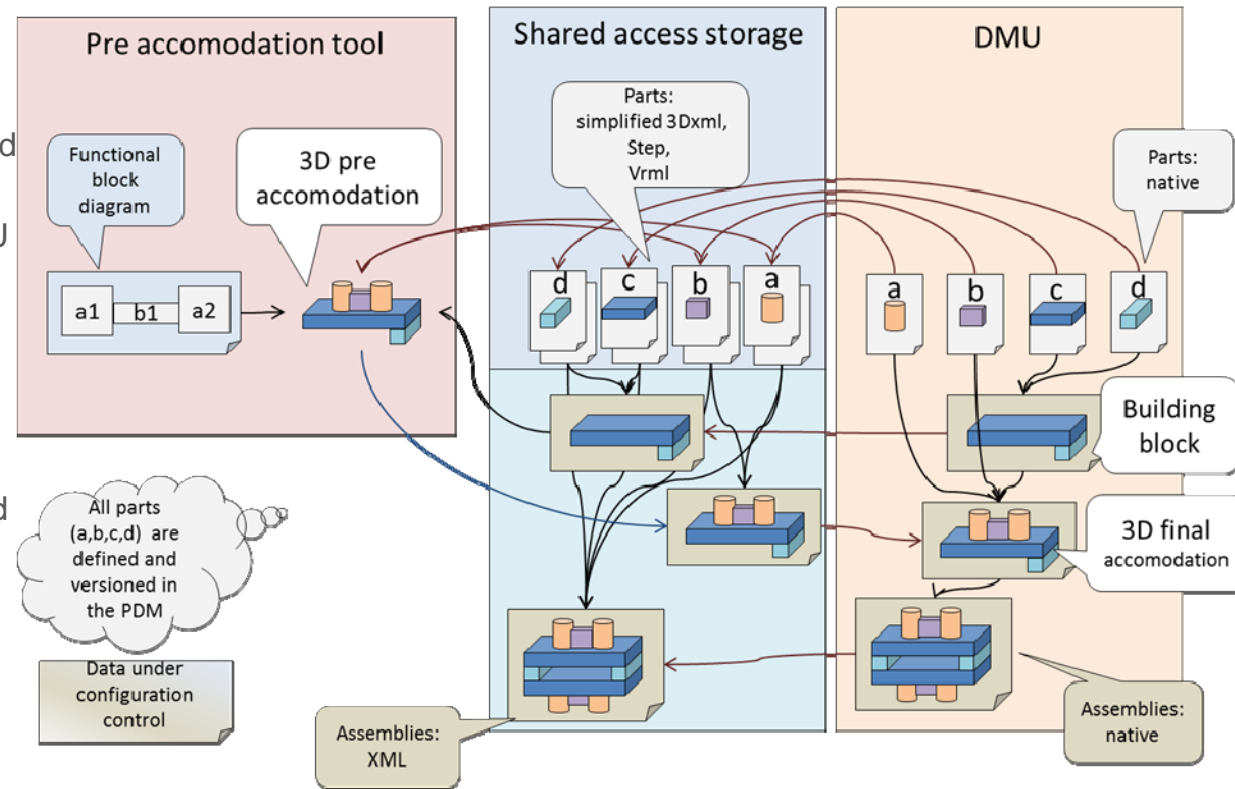 Pre accomodation tool
Shared access storage
DMU
d
J
d
Functional
block
diagram
3D pre
accomodation
Parts:
simplified 3Dxml,
Step,
Vrml
Parts:
native
a1 b1 a2
d c b a
a b c d
Building
block
3D final
accomodation
All parts
(a,b,c,d) are
defined and
versioned in
the PDM
Data under
configuration
control
Assemblies:
XML
Assemblies:
native